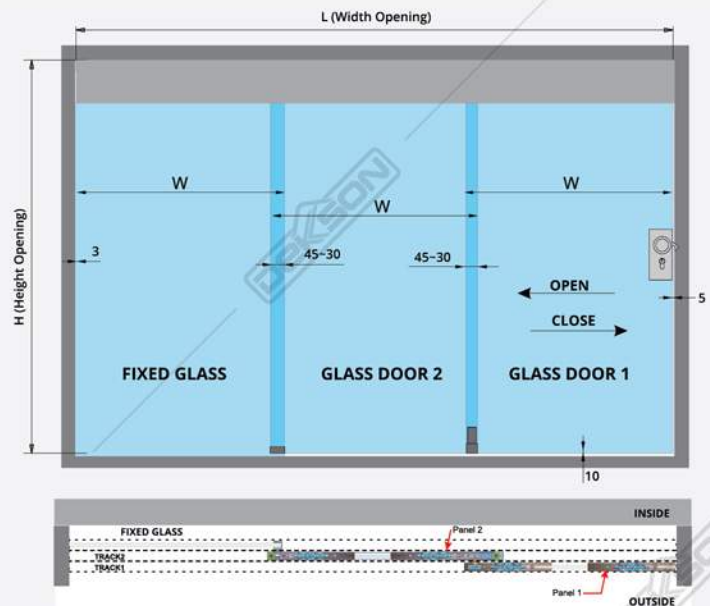 L (Width Opening)
H (Height Opening)
W
W
W
3
45~30
45~30
OPEN
CLOSE
5
FIXED GLASS
GLASS DOOR 2
GLASS DOOR 1
10
DEKSON
INSIDE
FIXED GLASS
Panel 2
TRACK2
TRACK1
Panel 1
OUTSIDE